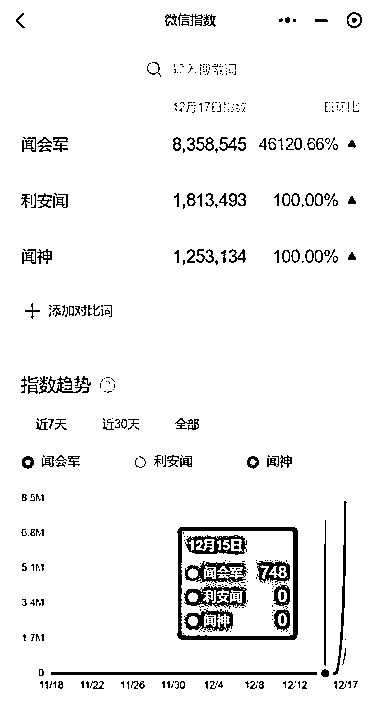 微信指数
输入搜索词
12月17日指数 日环比
闻会军 8,358,545 46120.66% ▲
利安闻 1,813,493 100.00% ▲
闻神 1,253,134 100.00% ▲
+ 添加对比词
指数趋势 ?
近7天 近30天 全部
闻会军 利安闻 闻神
8.5M
6.8M
12月15日
5.1M
闻会军 748
利安闻 0
3.4M
闻神 0
1.7M
0
11/18 11/22 11/26 11/30 12/4 12/8 12/12 12/17